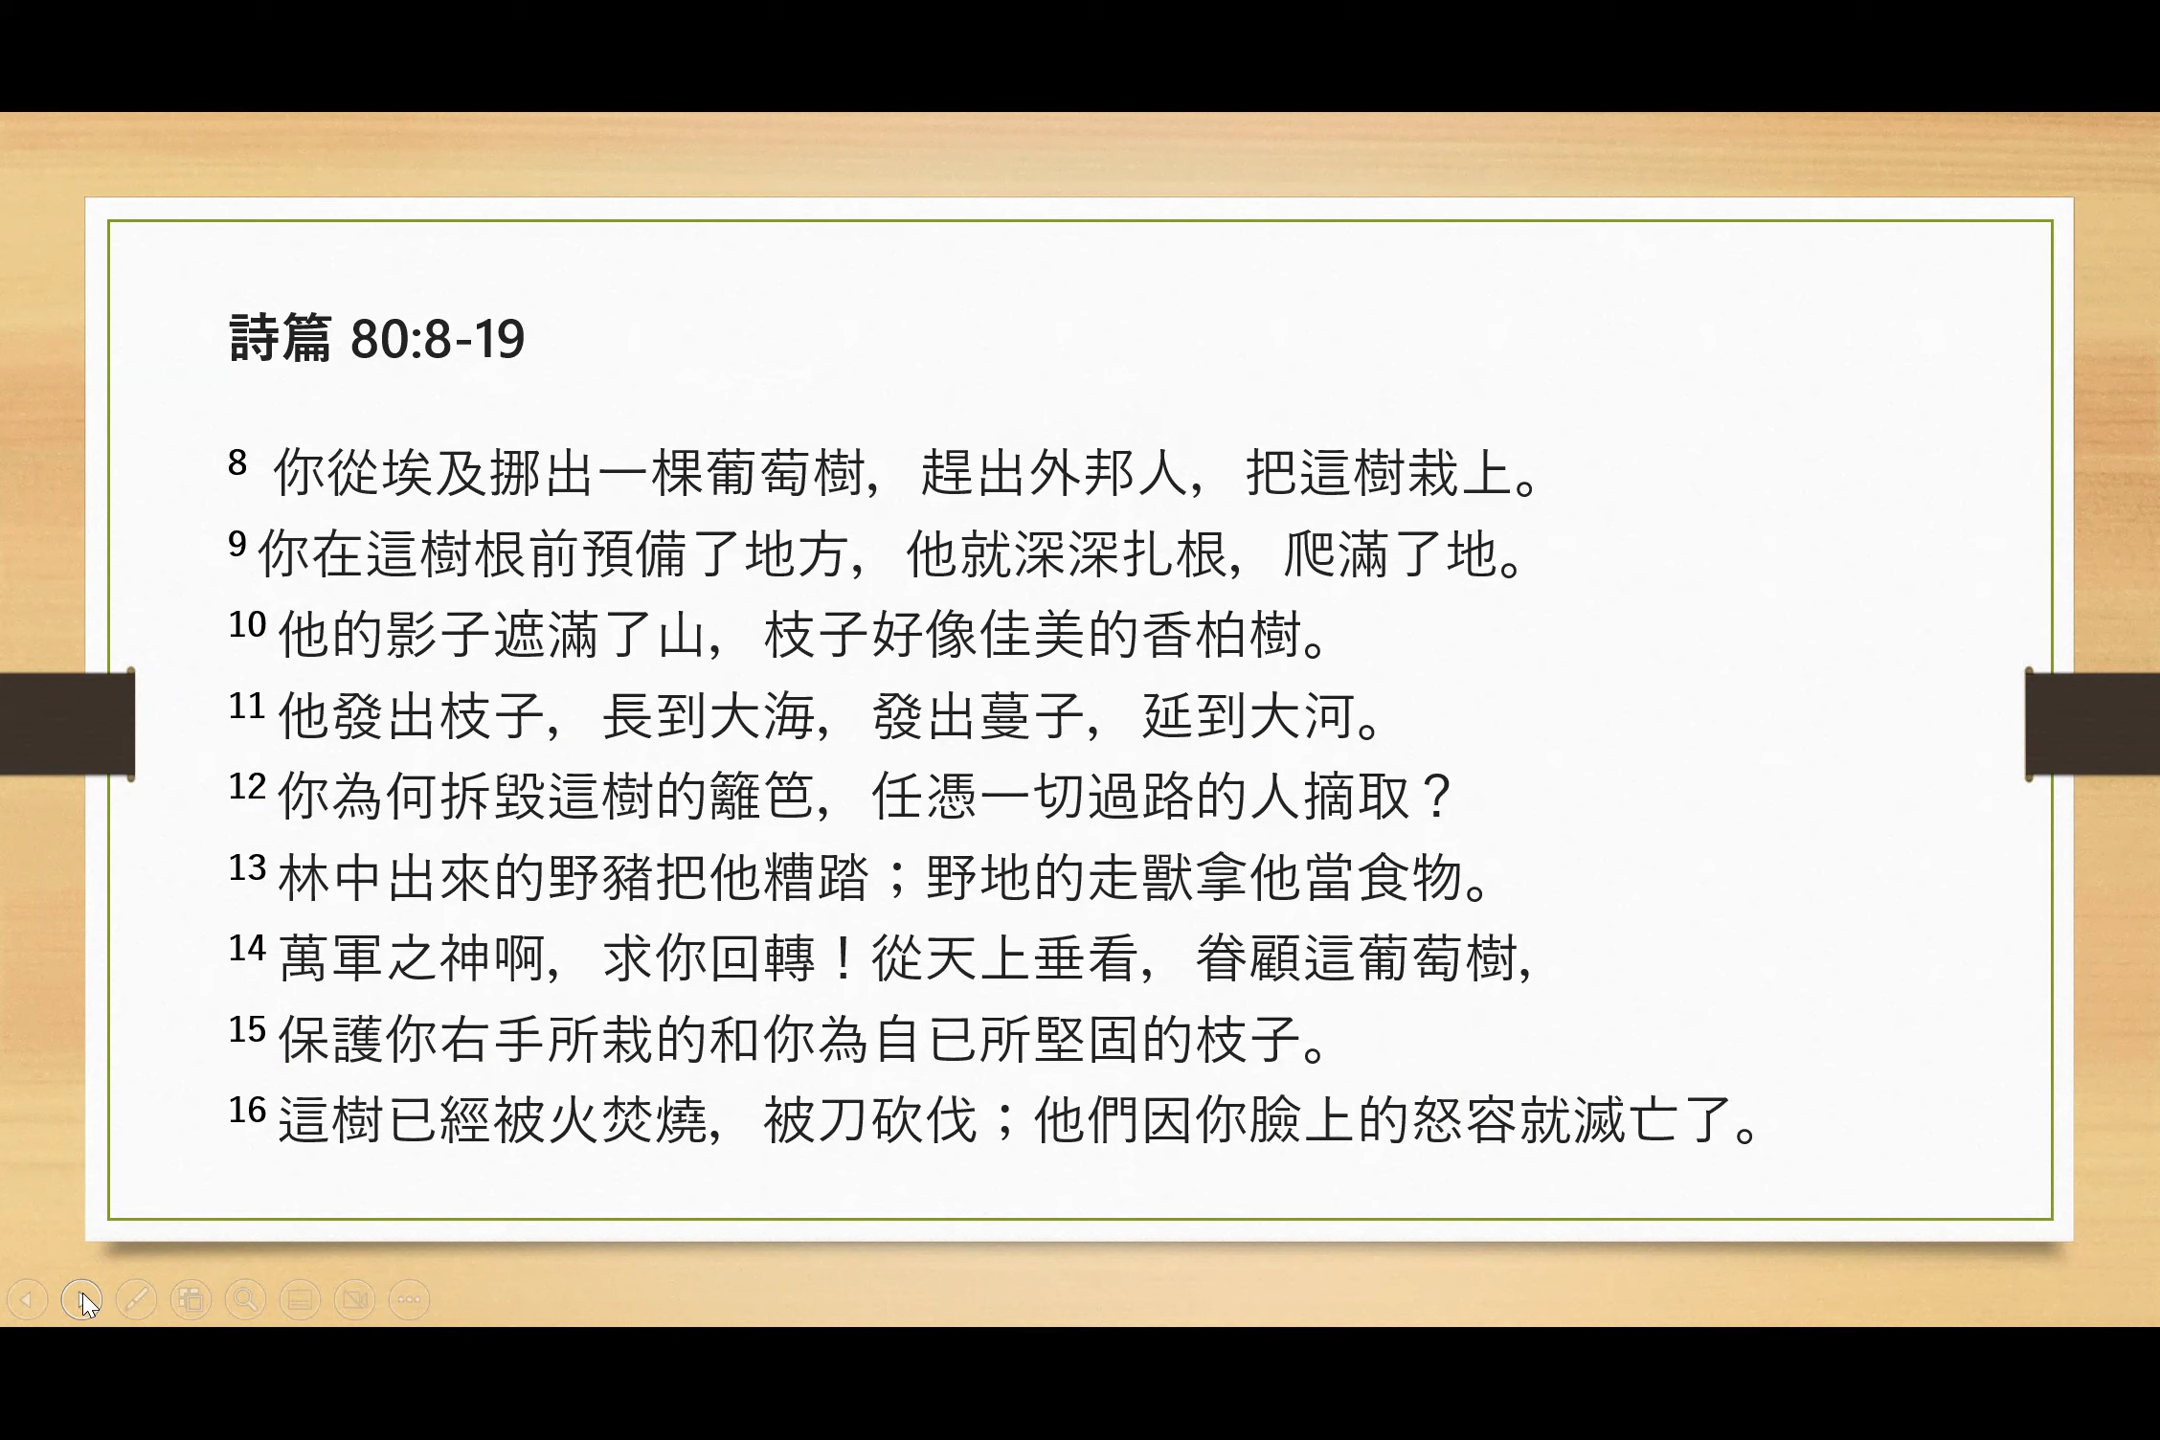 詩篇 80:8-19
8 你從埃及挪出一棵葡萄樹，趕出外邦人，把這樹栽上。
9 你在這樹根前預備了地方，他就深深扎根，爬滿了地。
10 他的影子遮滿了山，枝子好像佳美的香柏樹。
11 他發出枝子，長到大海，發出蔓子，延到大河。
12 你為何拆毀這樹的籬笆，任憑一切過路的人摘取？
13 林中出來的野豬把他糟踏；野地的走獸拿他當食物。
14 萬軍之神啊，求你回轉！從天上垂看，眷顧這葡萄樹，
15 保護你右手所栽的和你為自已所堅固的枝子。
16 這樹已經被火焚燒，被刀砍伐；他們因你臉上的怒容就滅亡了。